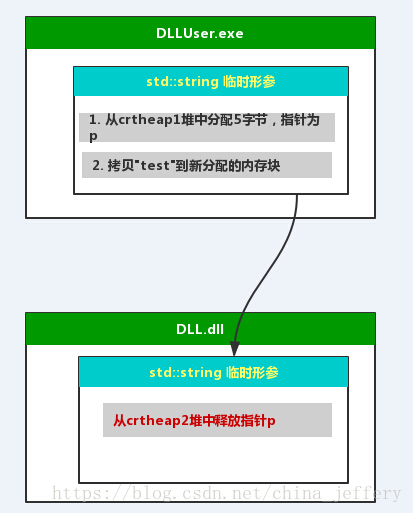 DLLUser.exe
std::string 临时形参
1. 从crtheap1堆中分配5字节，指针为
p
2. 拷贝"test"到新分配的内存块
DLL.dll
std::string 临时形参
从crtheap2堆中释放指针p
https://blog.csdn.net/china_jeffery